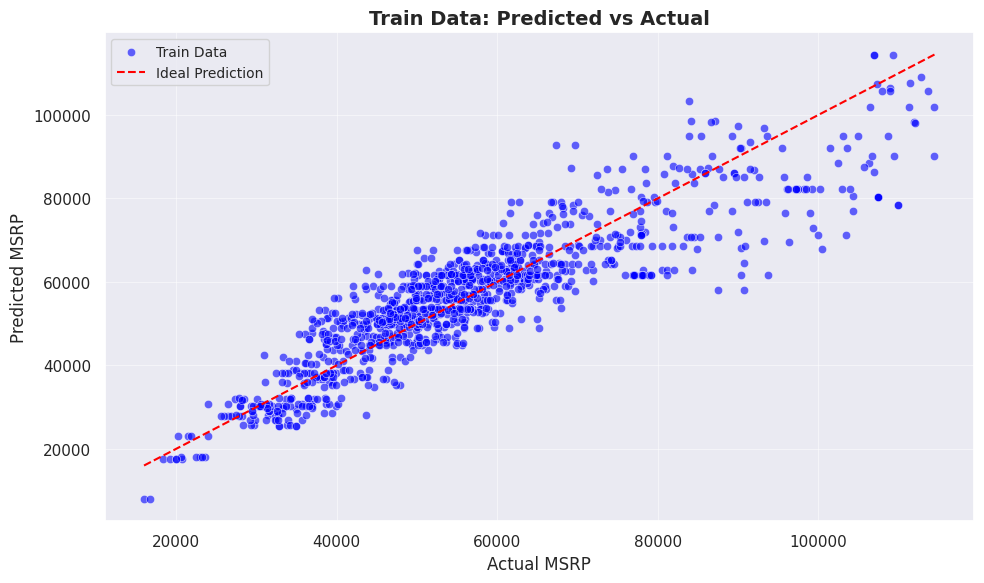 Train Data: Predicted vs Actual
Train Data
Ideal Prediction
Predicted MSRP
100000
80000
60000
40000
20000
20000 40000 60000 80000 100000
Actual MSRP